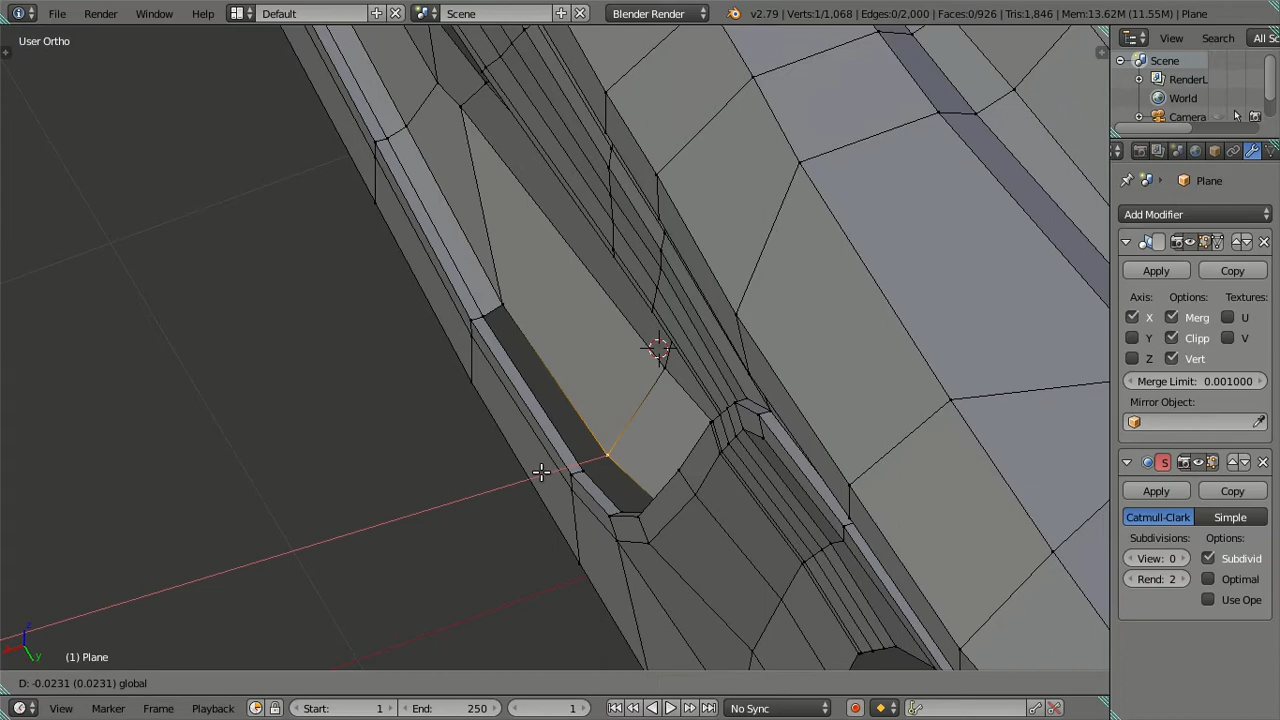 File Render Window Help Default Scene Blender Render v2.79 | Verts:1/1,068 | Edges:0/2,000 | Faces:0/926 | Tris:1,846 | Mem:13.62M (11.55M) | Plane
User Ortho
View Search All Sc
Scene
RenderL
World
Camera
Plane
Add Modifier
Apply Copy
Axis: Options: Textures:
X Merg U
Y Clipp V
Z Vert
Merge Limit: 0.001000
Mirror Object:
S
Apply Copy
Catmull-Clark Simple
Subdivisions: Options:
View: 0 Subdivid
Rend: 2 Optimal
Use Ope
z
y
(1) Plane
D: -0.0231 (0.0231) global
View Marker Frame Playback Start: 1 End: 250 1 No Sync